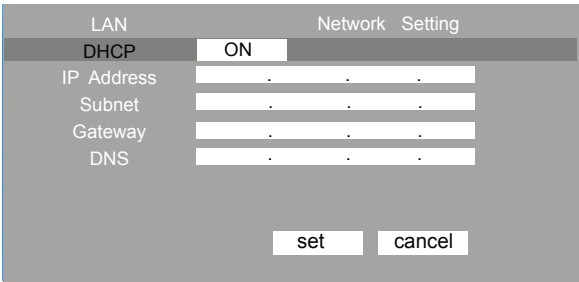 LAN Network Setting
DHCP ON
IP Address . . .
Subnet . . .
Gateway . . .
DNS . . .
set cancel